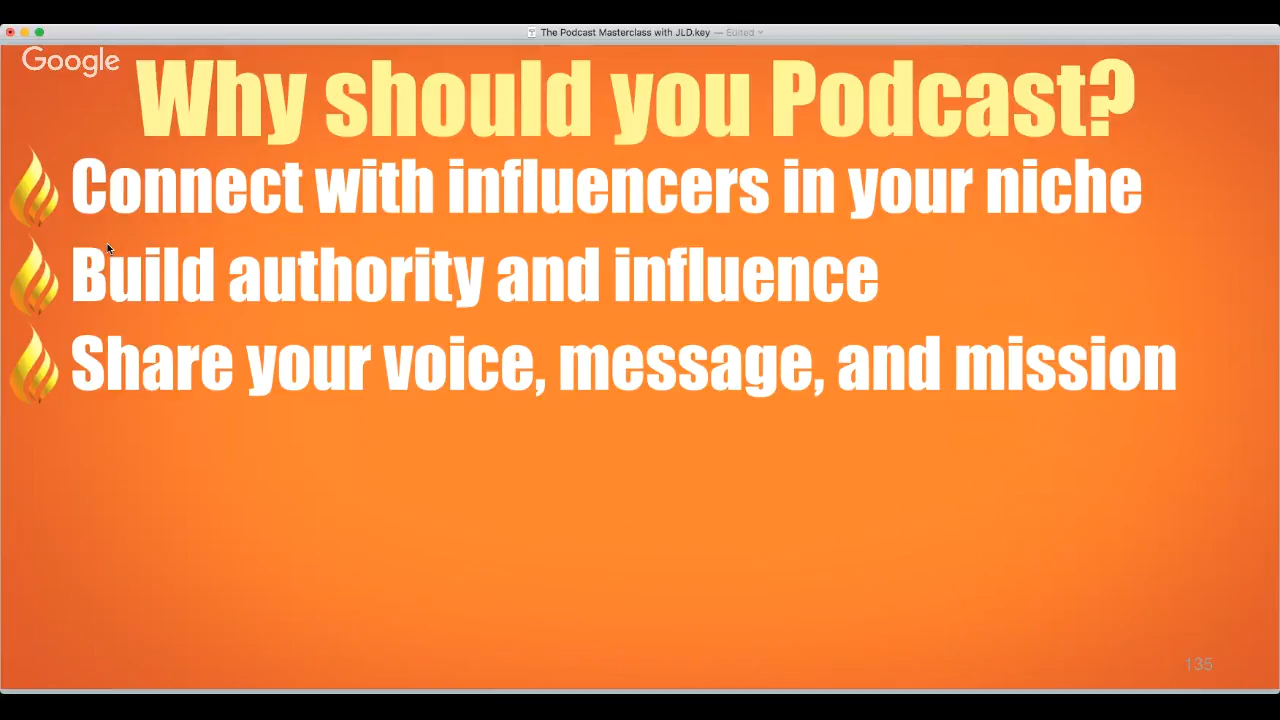 The Podcast Masterclass with JLD.key — Edited
Google
Why should you Podcast?
Connect with influencers in your niche
Build authority and influence
Share your voice, message, and mission
135